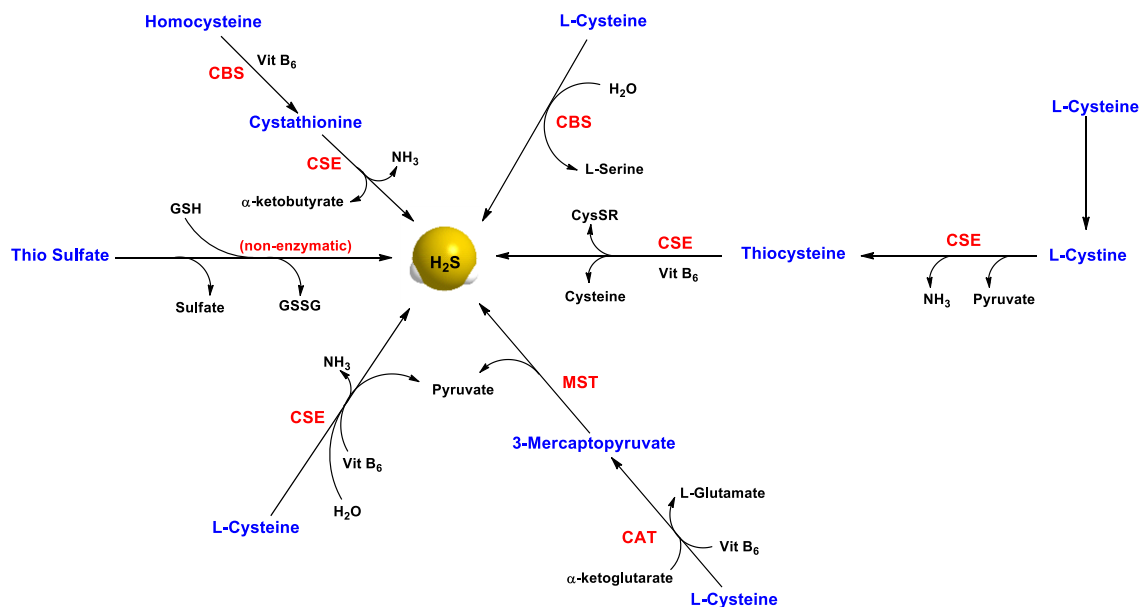 Homocysteine
L-Cysteine
Vit B6
CBS
H2O
L-Cysteine
Cystathionine
CBS
CSE
NH3
L-Serine
α-ketobutyrate
GSH
CysSR
(non-enzymatic)
CSE
CSE
Thio Sulfate
H2S
Thiocysteine
L-Cystine
Vit B6
Sulfate
GSSG
Cysteine
NH3
Pyruvate
NH3
Pyruvate
MST
CSE
3-Mercaptopyruvate
Vit B6
L-Glutamate
H2O
L-Cysteine
CAT
Vit B6
α-ketoglutarate
L-Cysteine